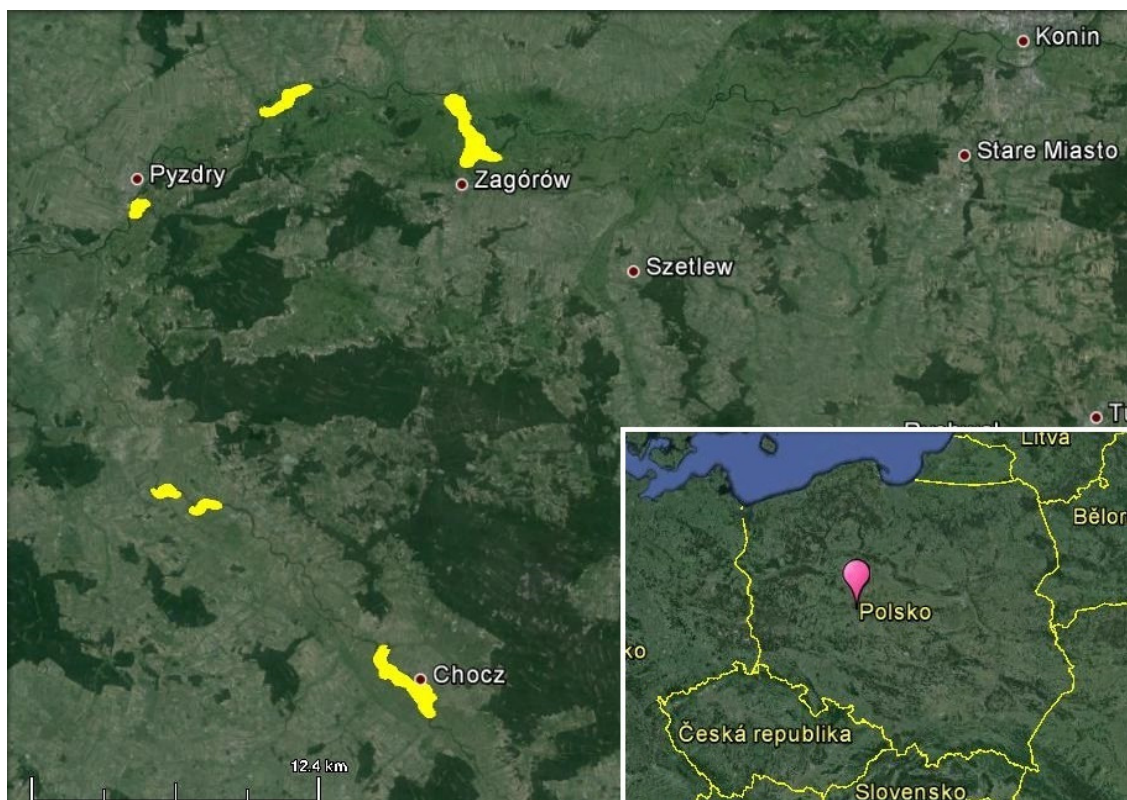 Konin
Stare Miasto
Pyzdry
Zagórów
Szetlew
Chocz
12.4 km
Litva
Bělor
Polsko
ko
Česká republika
Slovensko